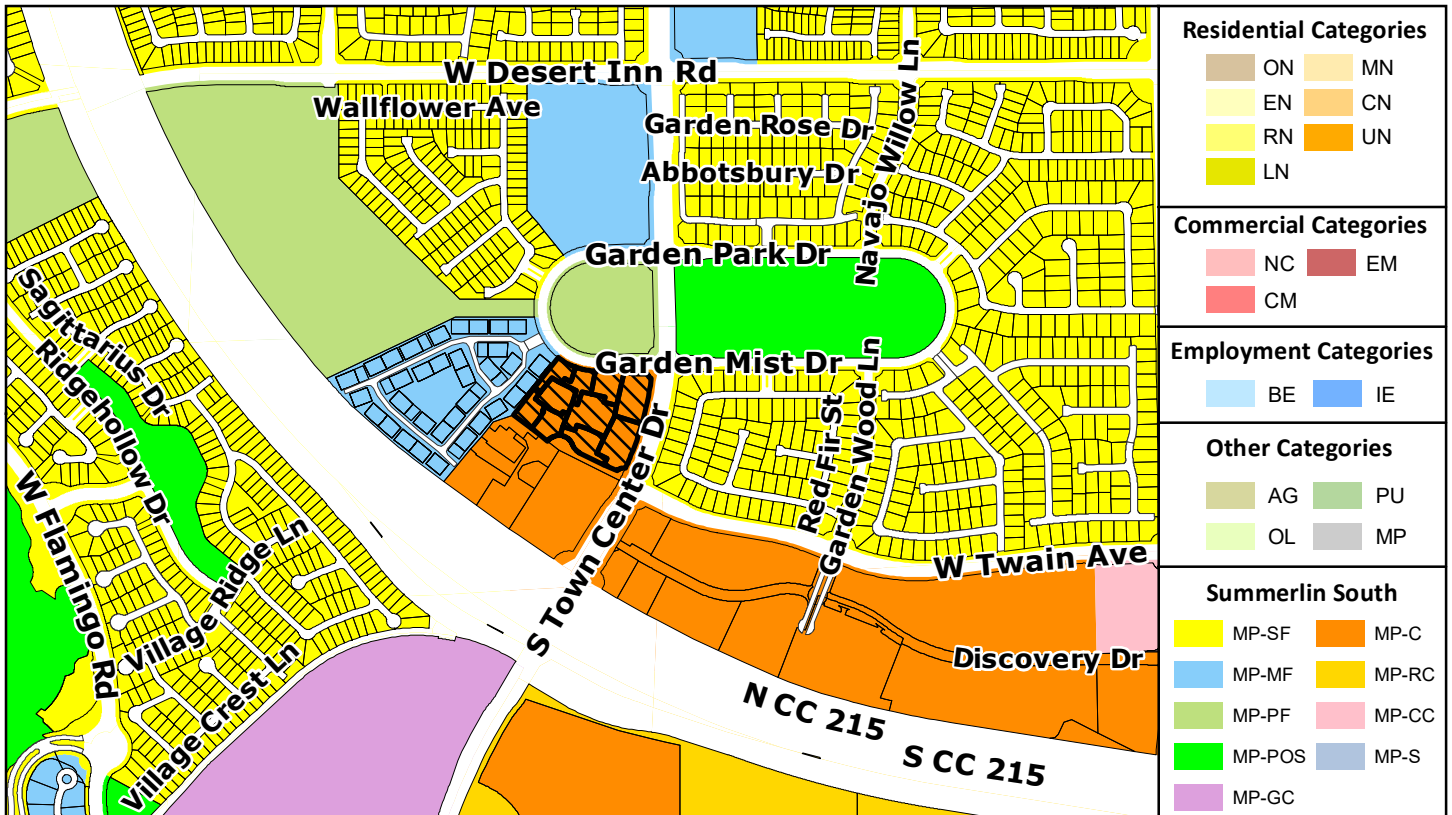 W Desert Inn Rd
Wallflower Ave
Garden Rose Dr
Abbotsbury Dr
Navajo Willow Ln
Garden Park Dr
Garden Mist Dr
Sagittarius Dr
Ridgehollow Dr
W Flamingo Rd
Village Ridge Ln
Village Crest Ln
S Town Center Dr
Red Fir St
Garden Wood Ln
W Twain Ave
Discovery Dr
N CC 215
S CC 215
Residential Categories
ON MN
EN CN
RN UN
LN
Commercial Categories
NC EM
CM
Employment Categories
BE IE
Other Categories
AG PU
OL MP
Summerlin South
MP-SF MP-C
MP-MF MP-RC
MP-PF MP-CC
MP-POS MP-S
MP-GC